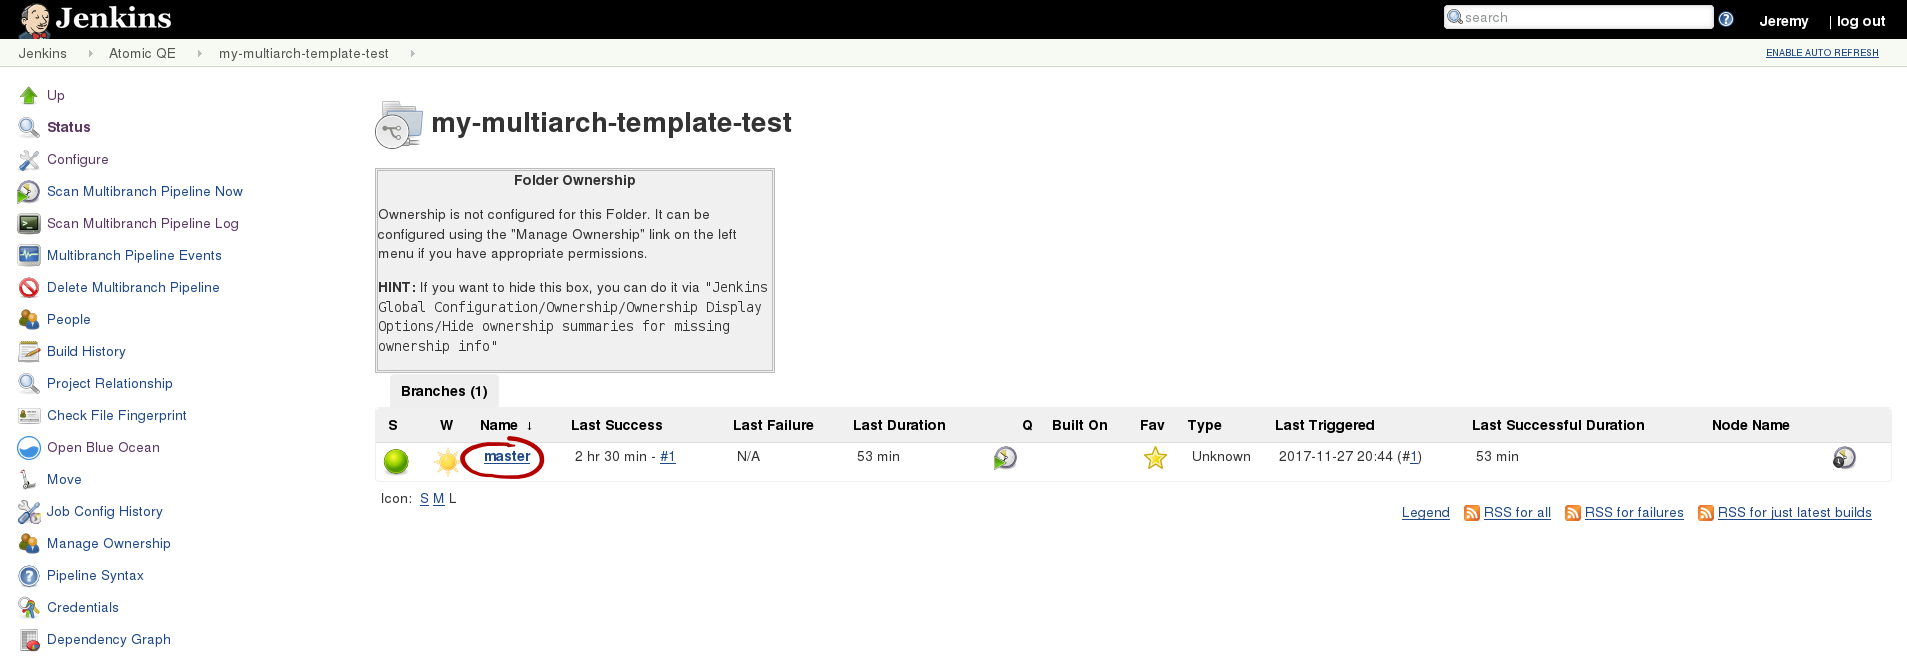 Jenkins
search
Jeremy | log out
Jenkins Atomic QE my-multiarch-template-test
ENABLE AUTO REFRESH
Up
Status
Configure
Scan Multibranch Pipeline Now
Scan Multibranch Pipeline Log
Multibranch Pipeline Events
Delete Multibranch Pipeline
People
Build History
Project Relationship
Check File Fingerprint
Open Blue Ocean
Move
Job Config History
Manage Ownership
Pipeline Syntax
Credentials
Dependency Graph
my-multiarch-template-test
Folder Ownership
Ownership is not configured for this Folder. It can be
configured using the "Manage Ownership" link on the left
menu if you have appropriate permissions.
HINT: If you want to hide this box, you can do it via "Jenkins
Global Configuration/Ownership/Ownership Display
Options/Hide ownership summaries for missing
ownership info"
Branches (1)
S W Name ↓ Last Success Last Failure Last Duration Q Built On Fav Type Last Triggered Last Successful Duration Node Name
master 2 hr 30 min - #1 N/A 53 min Unknown 2017-11-27 20:44 (#1) 53 min
Icon: S M L
Legend RSS for all RSS for failures RSS for just latest builds